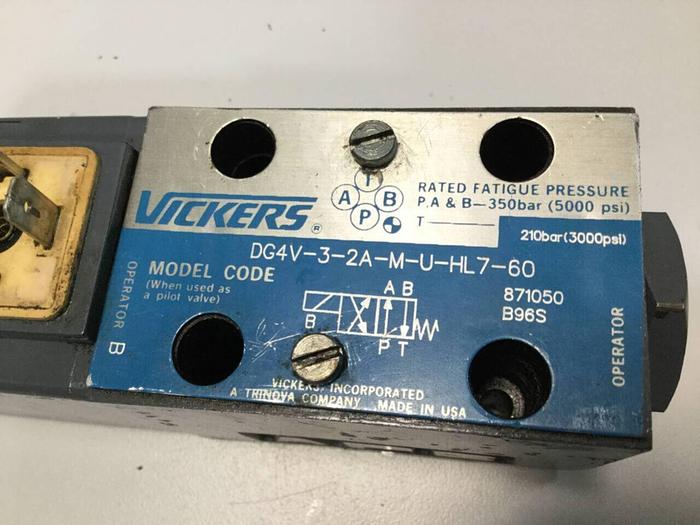 T
A B
P
VICKERS®
RATED FATIGUE PRESSURE
P,A & B—350bar (5000 psi)
T
210bar(3000psi)
DG4V-3-2A-M-U-HL7-60
MODEL CODE
(When used as
a pilot valve)
871050
B96S
A B
B
P T
OPERATOR B
OPERATOR
VICKERS, INCORPORATED
A TRINOVA COMPANY MADE IN USA